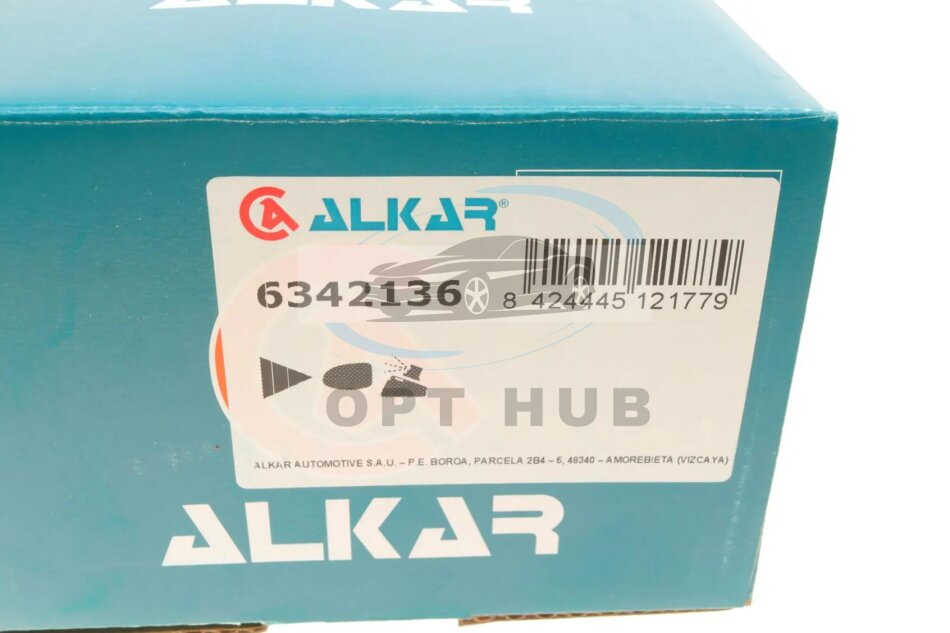 ALKAR
ALKAR®
6342136
8 424445 121779
OPT HUB
ALKAR AUTOMOTIVE S.A.U. – P.E. BOROA, PARCELA 2B4 – 5, 48340 – AMOREBIETA (VIZCAYA)
ALKAR